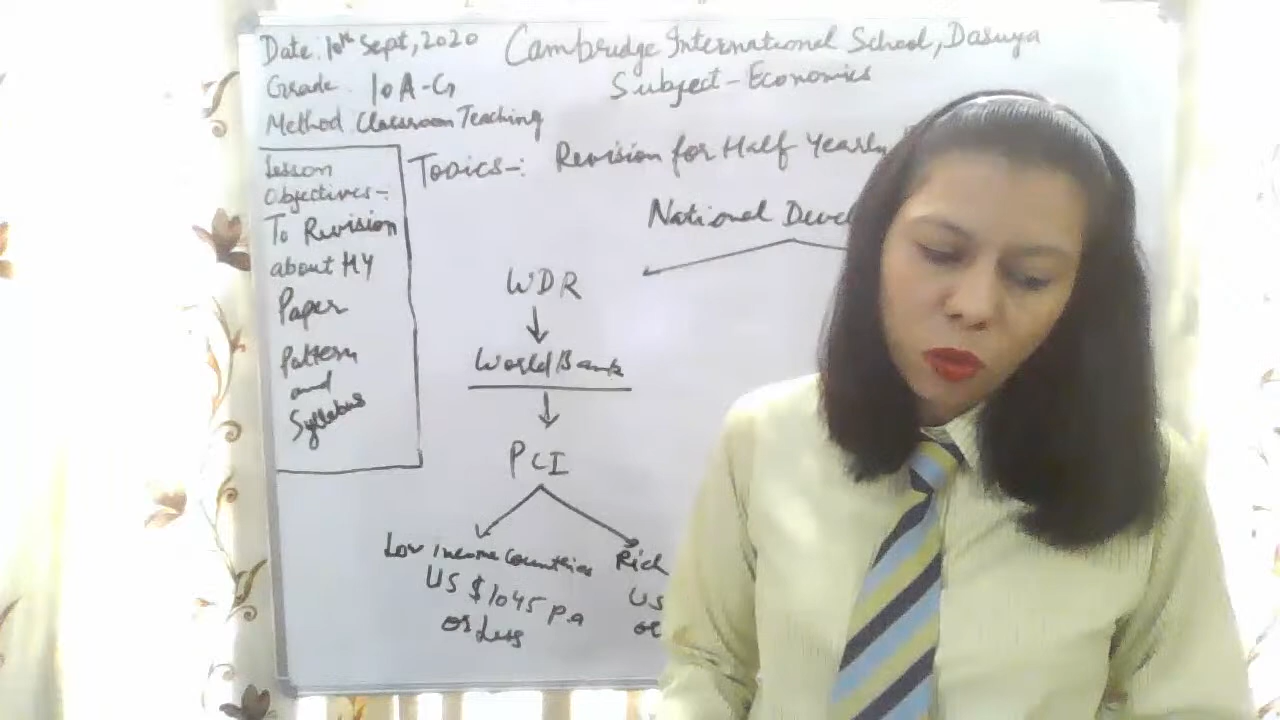 Date. 10th Sept, 2020
Grade. 10 A-G
Method Classroom Teaching
Cambridge International School, Dasuya
Subject - Economics
Lesson
Objectives -:
To Revision
about HY
Paper
Pattern
and
Syllabus
Topics -: Revision for Half Yearly
National Devel
WDR
World Bank
PCI
Low Income Countries
US $1045 p.a
or Less
Rich
US
or